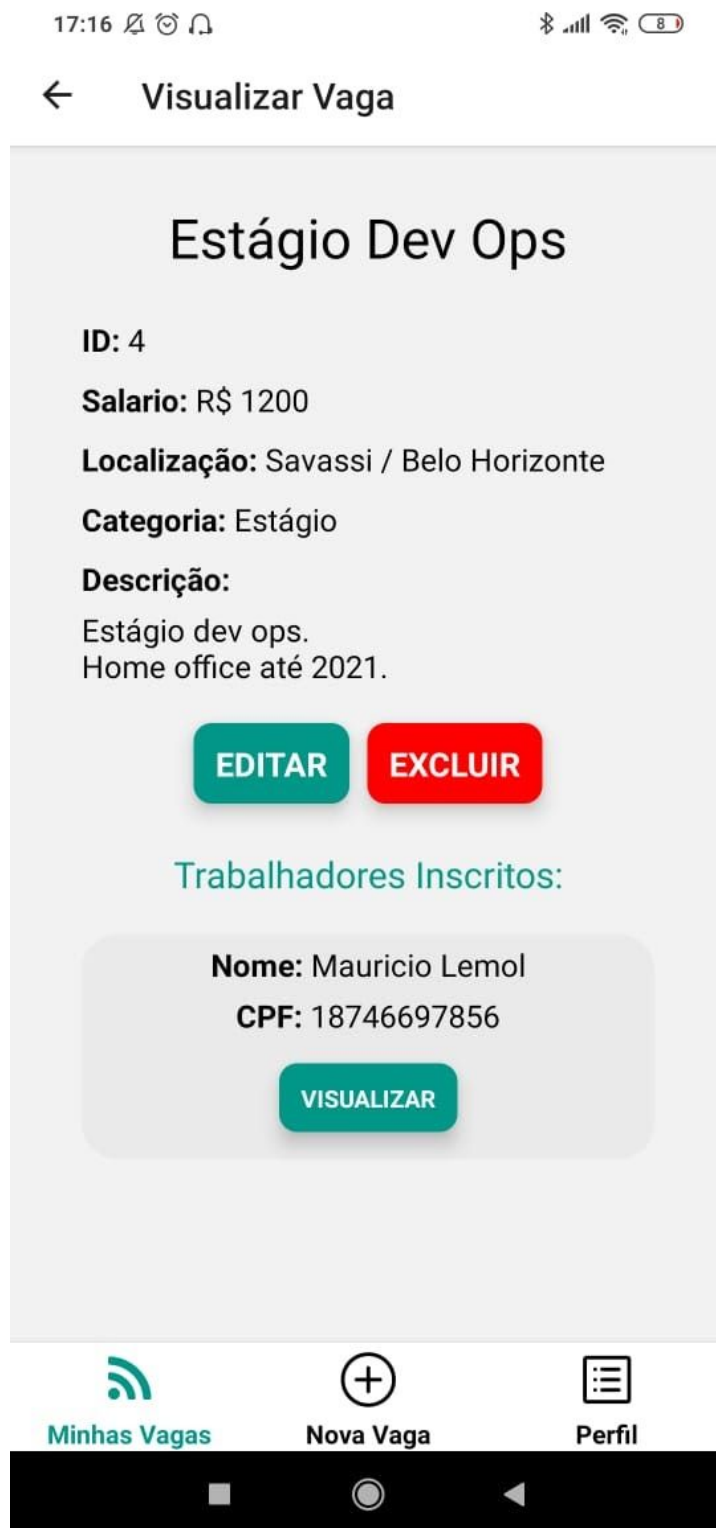 17:16
8
Visualizar Vaga
Estágio Dev Ops
ID: 4
Salario: R$ 1200
Localização: Savassi / Belo Horizonte
Categoria: Estágio
Descrição:
Estágio dev ops.
Home office até 2021.
EDITAR EXCLUIR
Trabalhadores Inscritos:
Nome: Mauricio Lemol
CPF: 18746697856
VISUALIZAR
Minhas Vagas Nova Vaga Perfil